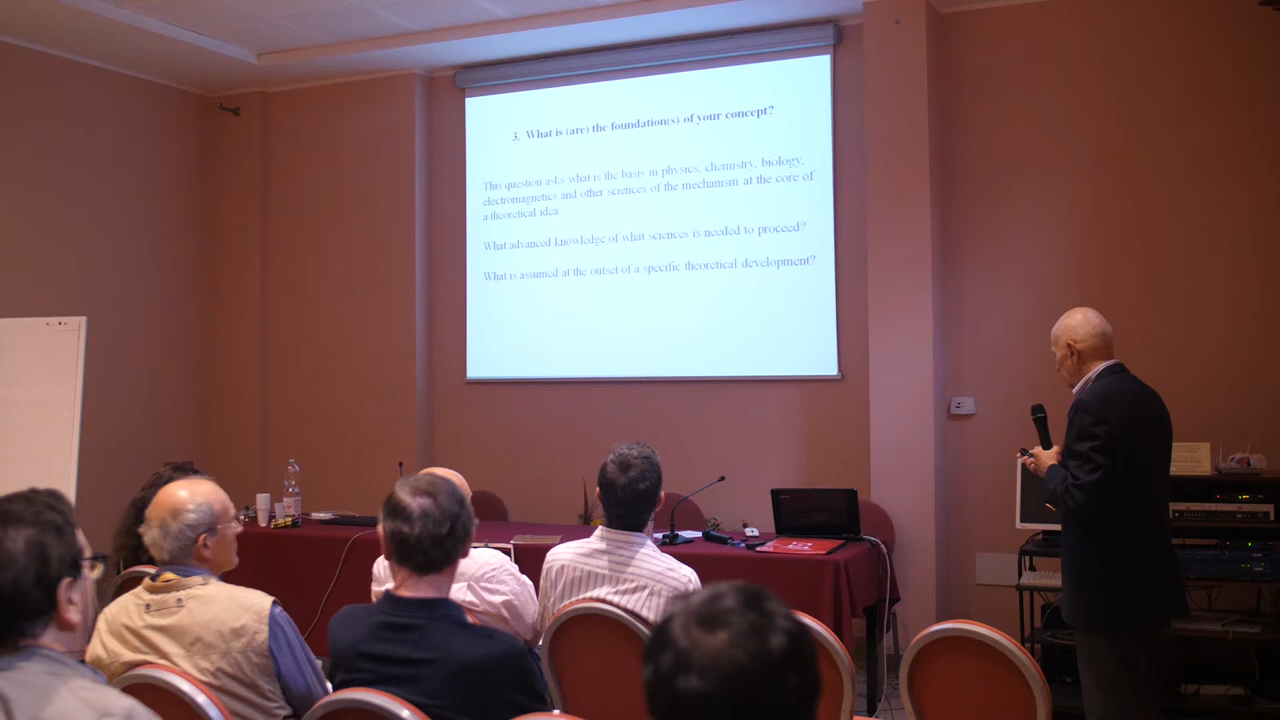 3. What is (are) the foundation(s) of your concept?
This question asks what is the basis in physics, chemistry, biology,
electromagnetics and other sciences of the mechanism at the core of
a theoretical idea
What advanced knowledge of what sciences is needed to proceed?
What is assumed at the outset of a specific theoretical development?